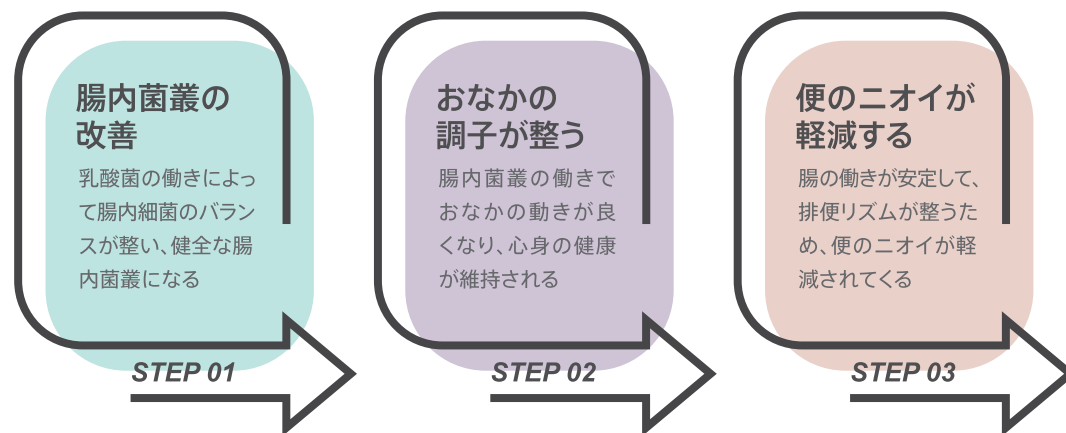 腸内菌叢の
改善
乳酸菌の働きによっ
て腸内細菌のバラン
スが整い、健全な腸
内菌叢になる
STEP 01
おなかの
調子が整う
腸内菌叢の働きで
おなかの動きが良
くなり、心身の健康
が維持される
STEP 02
便のニオイが
軽減する
腸の働きが安定して、
排便リズムが整うた
め、便のニオイが軽
減されてくる
STEP 03